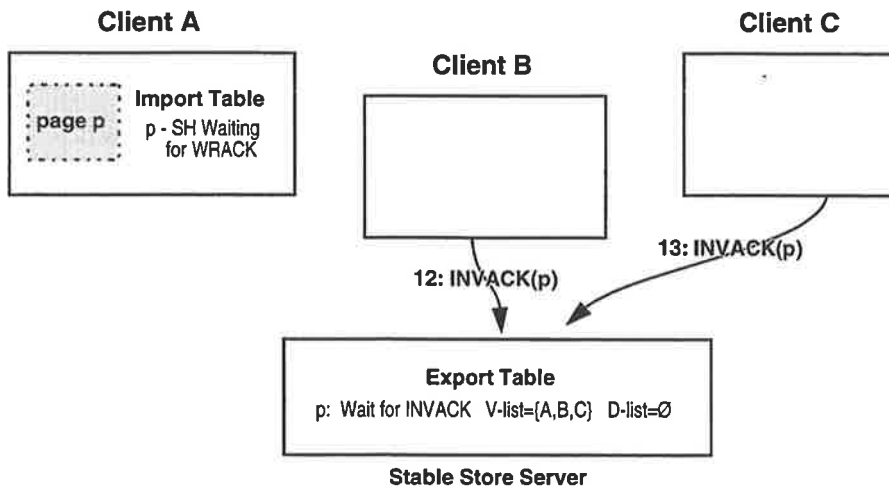 Client A
Client C
Client B
Import Table
page p
p - SH Waiting
for WRACK
13: INVACK(p)
12: INVACK(p)
Export Table
p: Wait for INVACK V-list={A,B,C} D-list=Ø
Stable Store Server